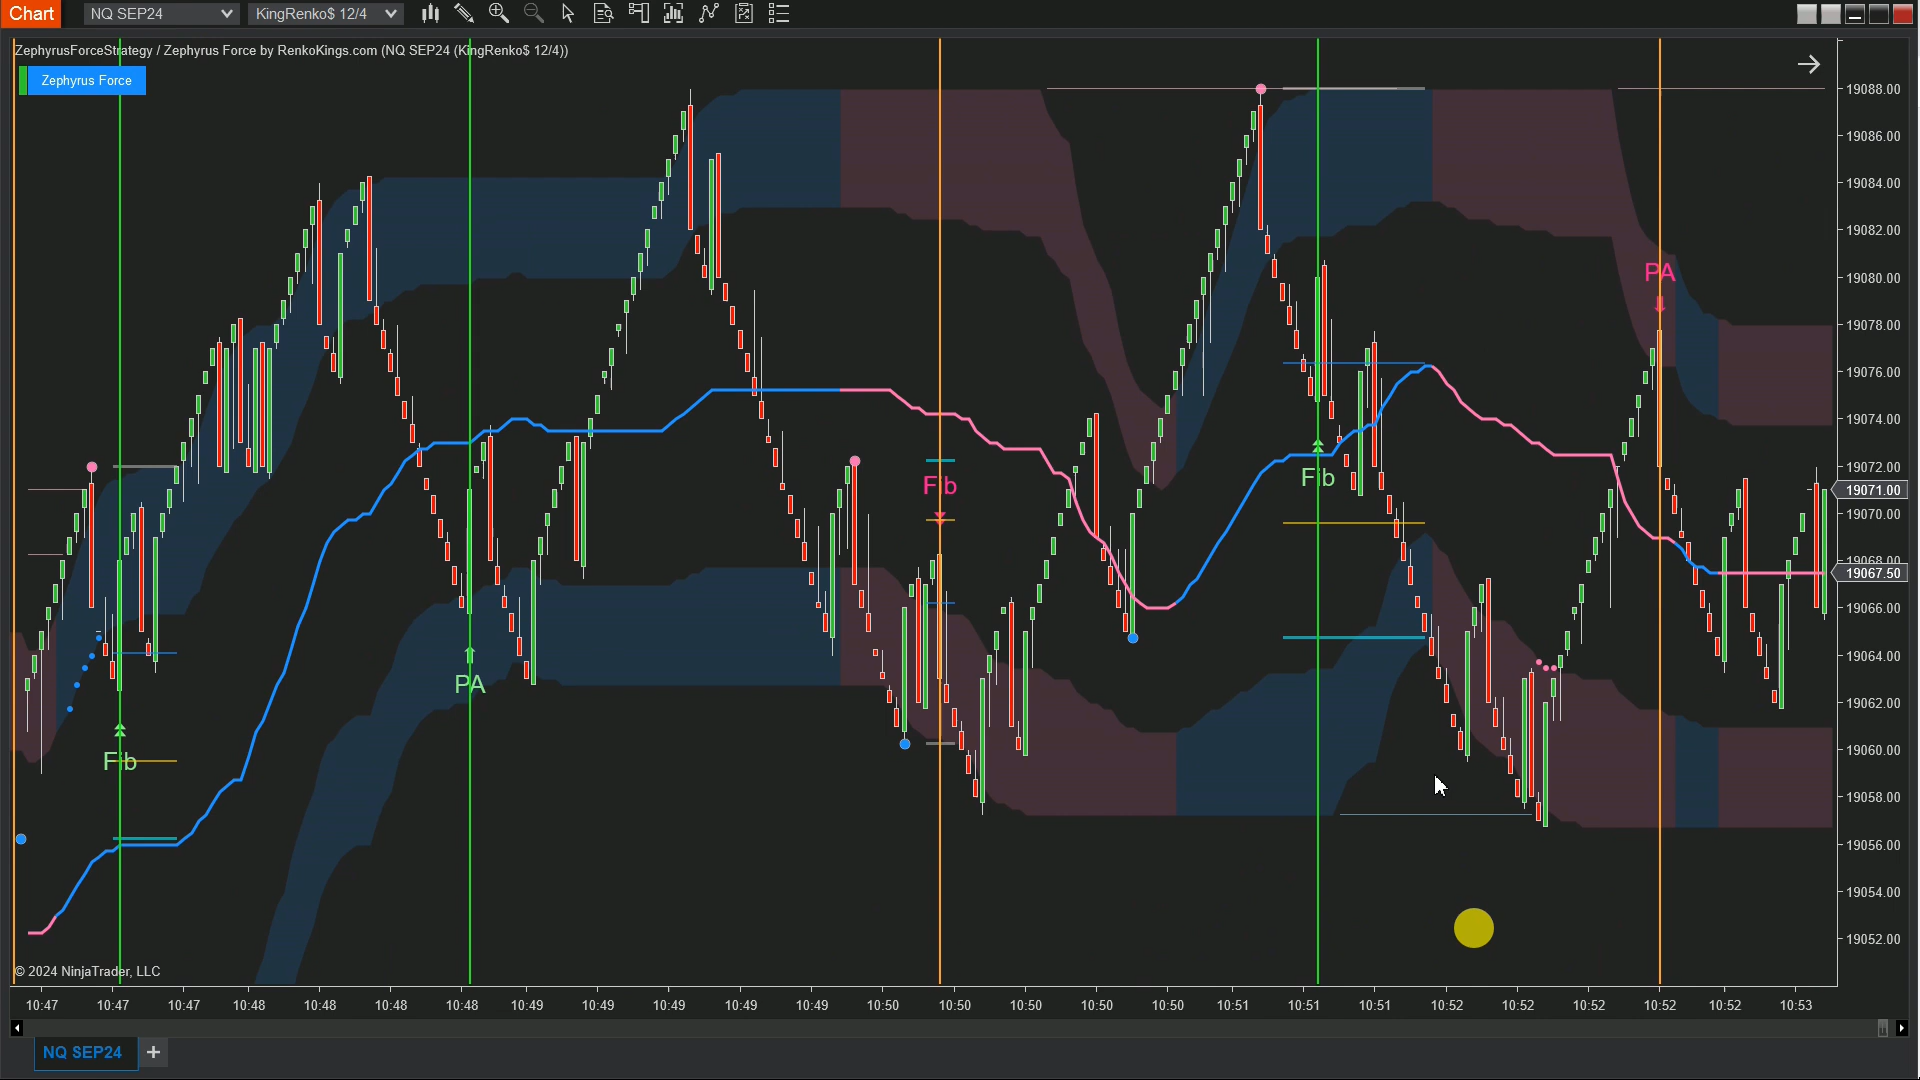 Chart NQ SEP24 KingRenko$ 12/4
ZephyrusForceStrategy / Zephyrus Force by RenkoKings.com (NQ SEP24 (KingRenko$ 12/4))
Zephyrus Force
19088.00
19086.00
19084.00
19082.00
PA
19080.00
19078.00
19076.00
19074.00
19072.00
Fib
Fib
19071.00
19070.00
19068.00
19067.50
19066.00
19064.00
PA
19062.00
Fib
19060.00
19058.00
19056.00
19054.00
19052.00
© 2024 NinjaTrader, LLC
10:47 10:47 10:47 10:48 10:48 10:48 10:48 10:49 10:49 10:49 10:49 10:49 10:50 10:50 10:50 10:50 10:50 10:51 10:51 10:51 10:52 10:52 10:52 10:52 10:52 10:53
NQ SEP24 +